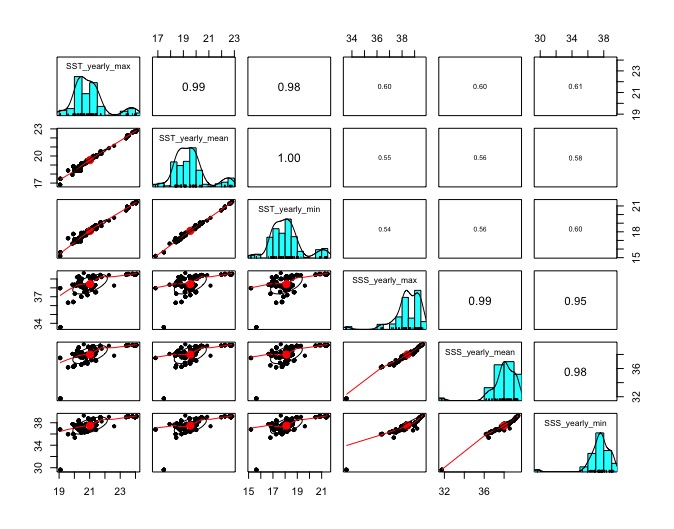 17 19 21 23 34 36 38 30 34 38
SST_yearly_max 0.99 0.98 0.60 0.60 0.61 19 21 23
17 20 23 SST_yearly_mean 1.00 0.55 0.56 0.58
SST_yearly_min 0.54 0.56 0.60 15 18 21
34 37 SSS_yearly_max 0.99 0.95
SSS_yearly_mean 0.98 32 36
30 34 38 SSS_yearly_min
19 21 23 15 17 19 21 32 36